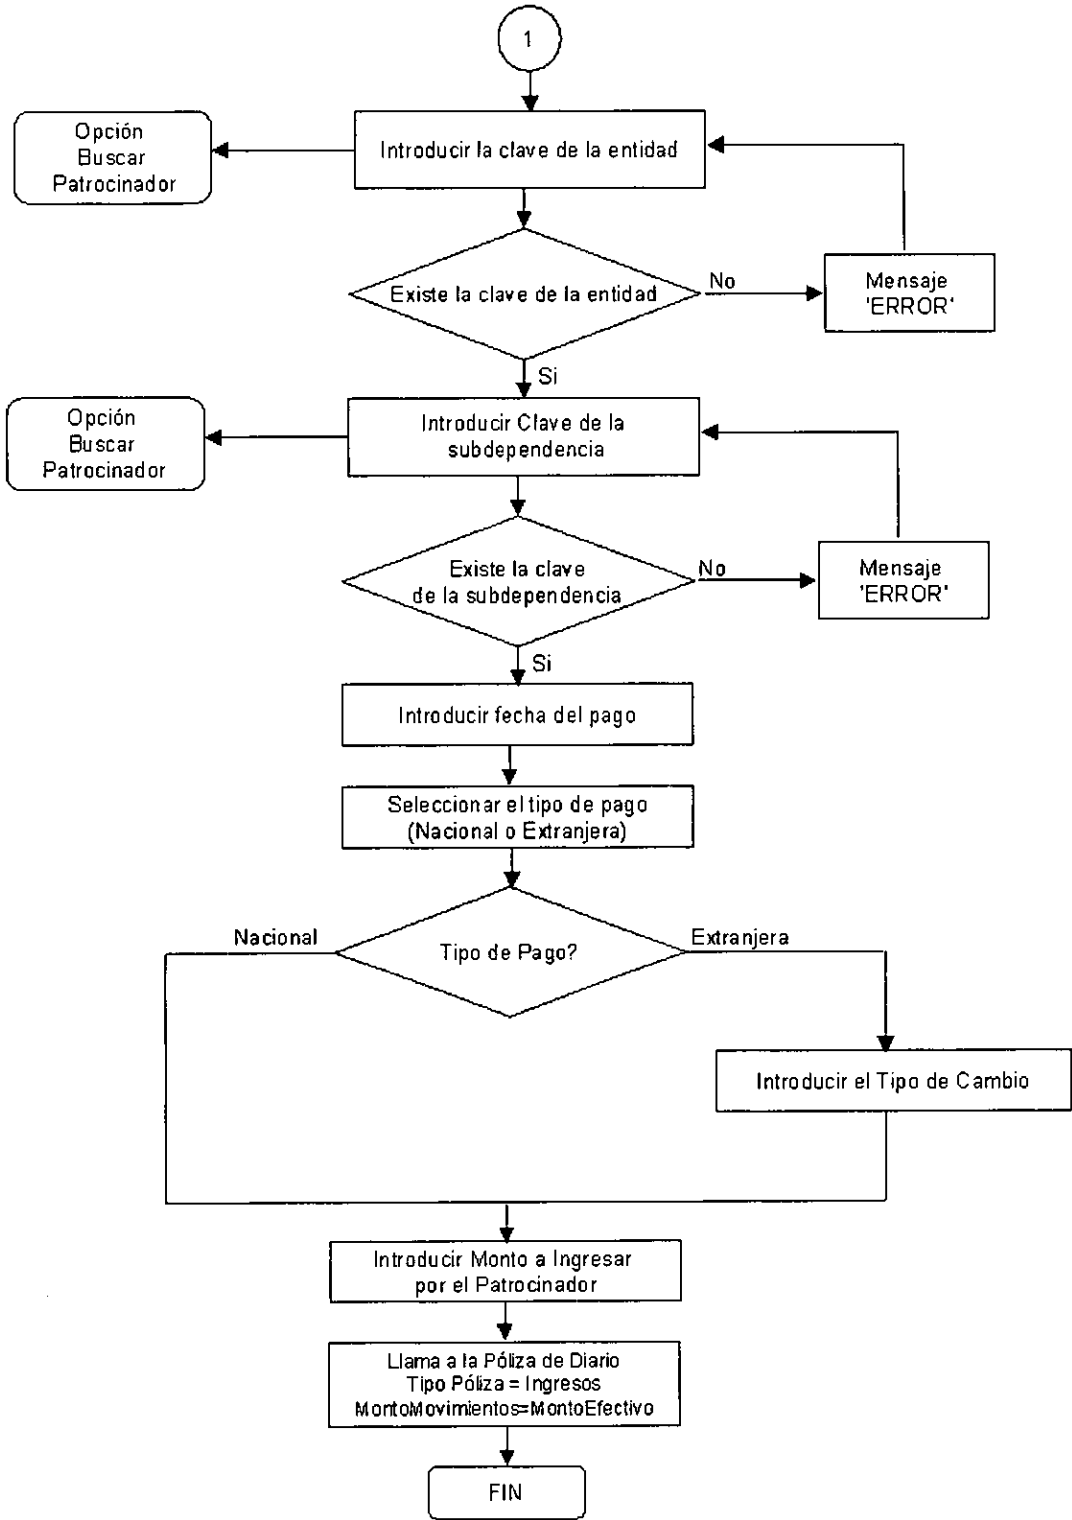 1
Opción
Buscar
Patrocinador
Introducir la clave de la entidad
Existe la clave de la entidad
No
Mensaje
'ERROR'
Si
Opción
Buscar
Patrocinador
Introducir Clave de la
subdependencia
Existe la clave
de la subdependencia
No
Mensaje
'ERROR'
Si
Introducir fecha del pago
Seleccionar el tipo de pago
(Nacional o Extranjera)
Nacional
Tipo de Pago?
Extranjera
Introducir el Tipo de Cambio
Introducir Monto a Ingresar
por el Patrocinador
Llama a la Póliza de Diario
Tipo Póliza = Ingresos
MontoMovimientos=MontoEfectivo
FIN